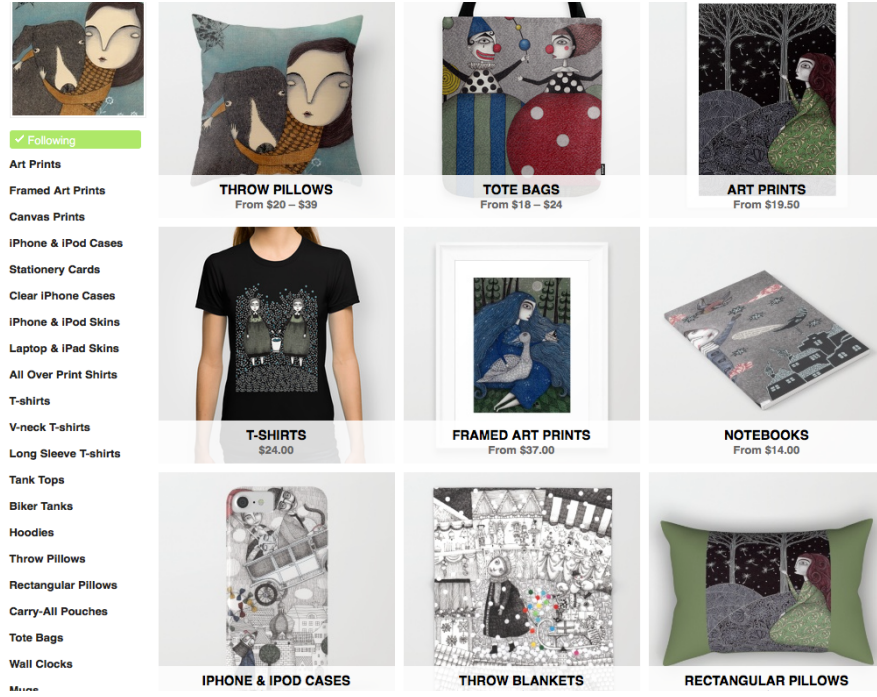 ✓ Following
Art Prints
Framed Art Prints
Canvas Prints
iPhone & iPod Cases
Stationery Cards
Clear iPhone Cases
iPhone & iPod Skins
Laptop & iPad Skins
All Over Print Shirts
T-shirts
V-neck T-shirts
Long Sleeve T-shirts
Tank Tops
Biker Tanks
Hoodies
Throw Pillows
Rectangular Pillows
Carry-All Pouches
Tote Bags
Wall Clocks
Mugs
THROW PILLOWS
From $20 – $39
TOTE BAGS
From $18 – $24
ART PRINTS
From $19.50
T-SHIRTS
$24.00
FRAMED ART PRINTS
From $37.00
NOTEBOOKS
From $14.00
IPHONE & IPOD CASES
THROW BLANKETS
RECTANGULAR PILLOWS